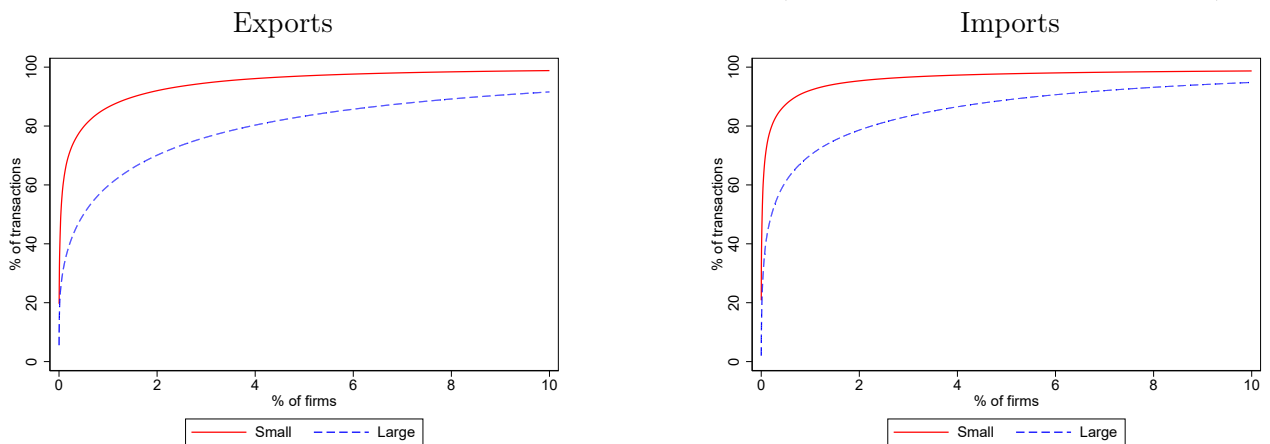 Exports
% of transactions
100
80
60
40
20
0
0 2 4 6 8 10
% of firms
Small Large
Imports
% of transactions
100
80
60
40
20
0
0 2 4 6 8 10
% of firms
Small Large